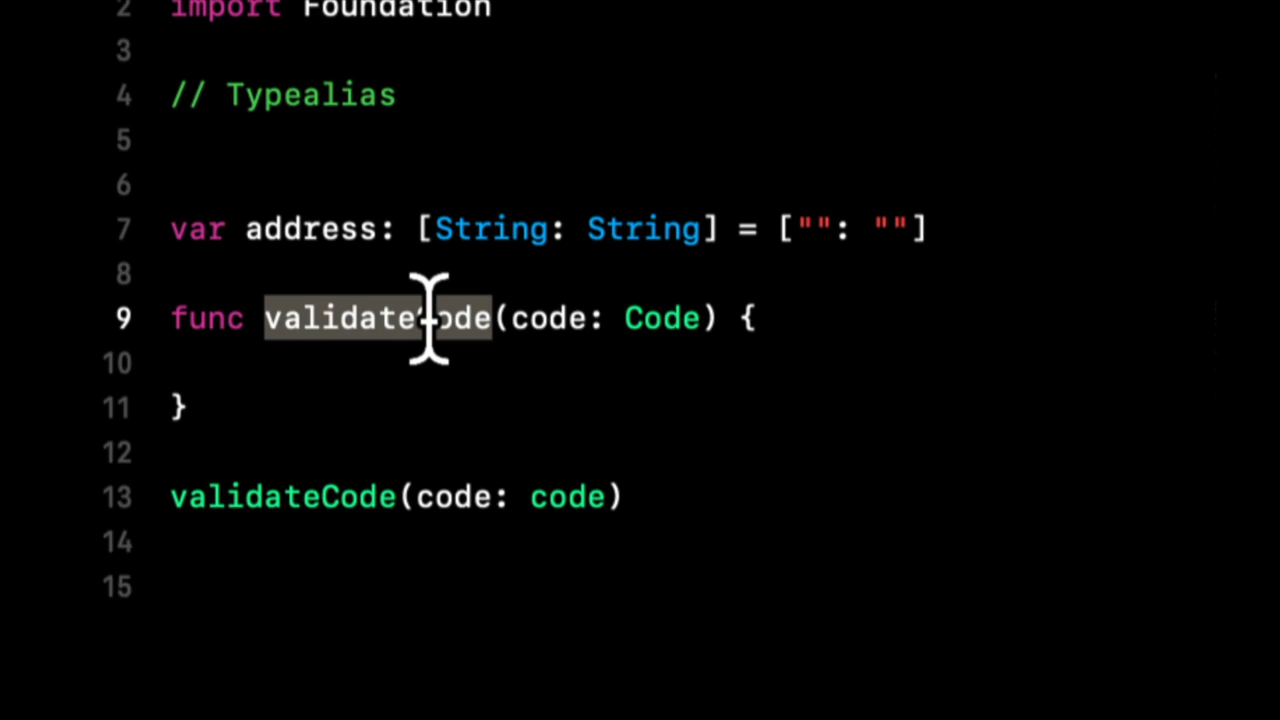 2 import Foundation
3
4 // Typealias
5
6
7 var address: [String: String] = ["": ""]
8
9 func validateCode(code: Code) {
10
11 }
12
13 validateCode(code: code)
14
15